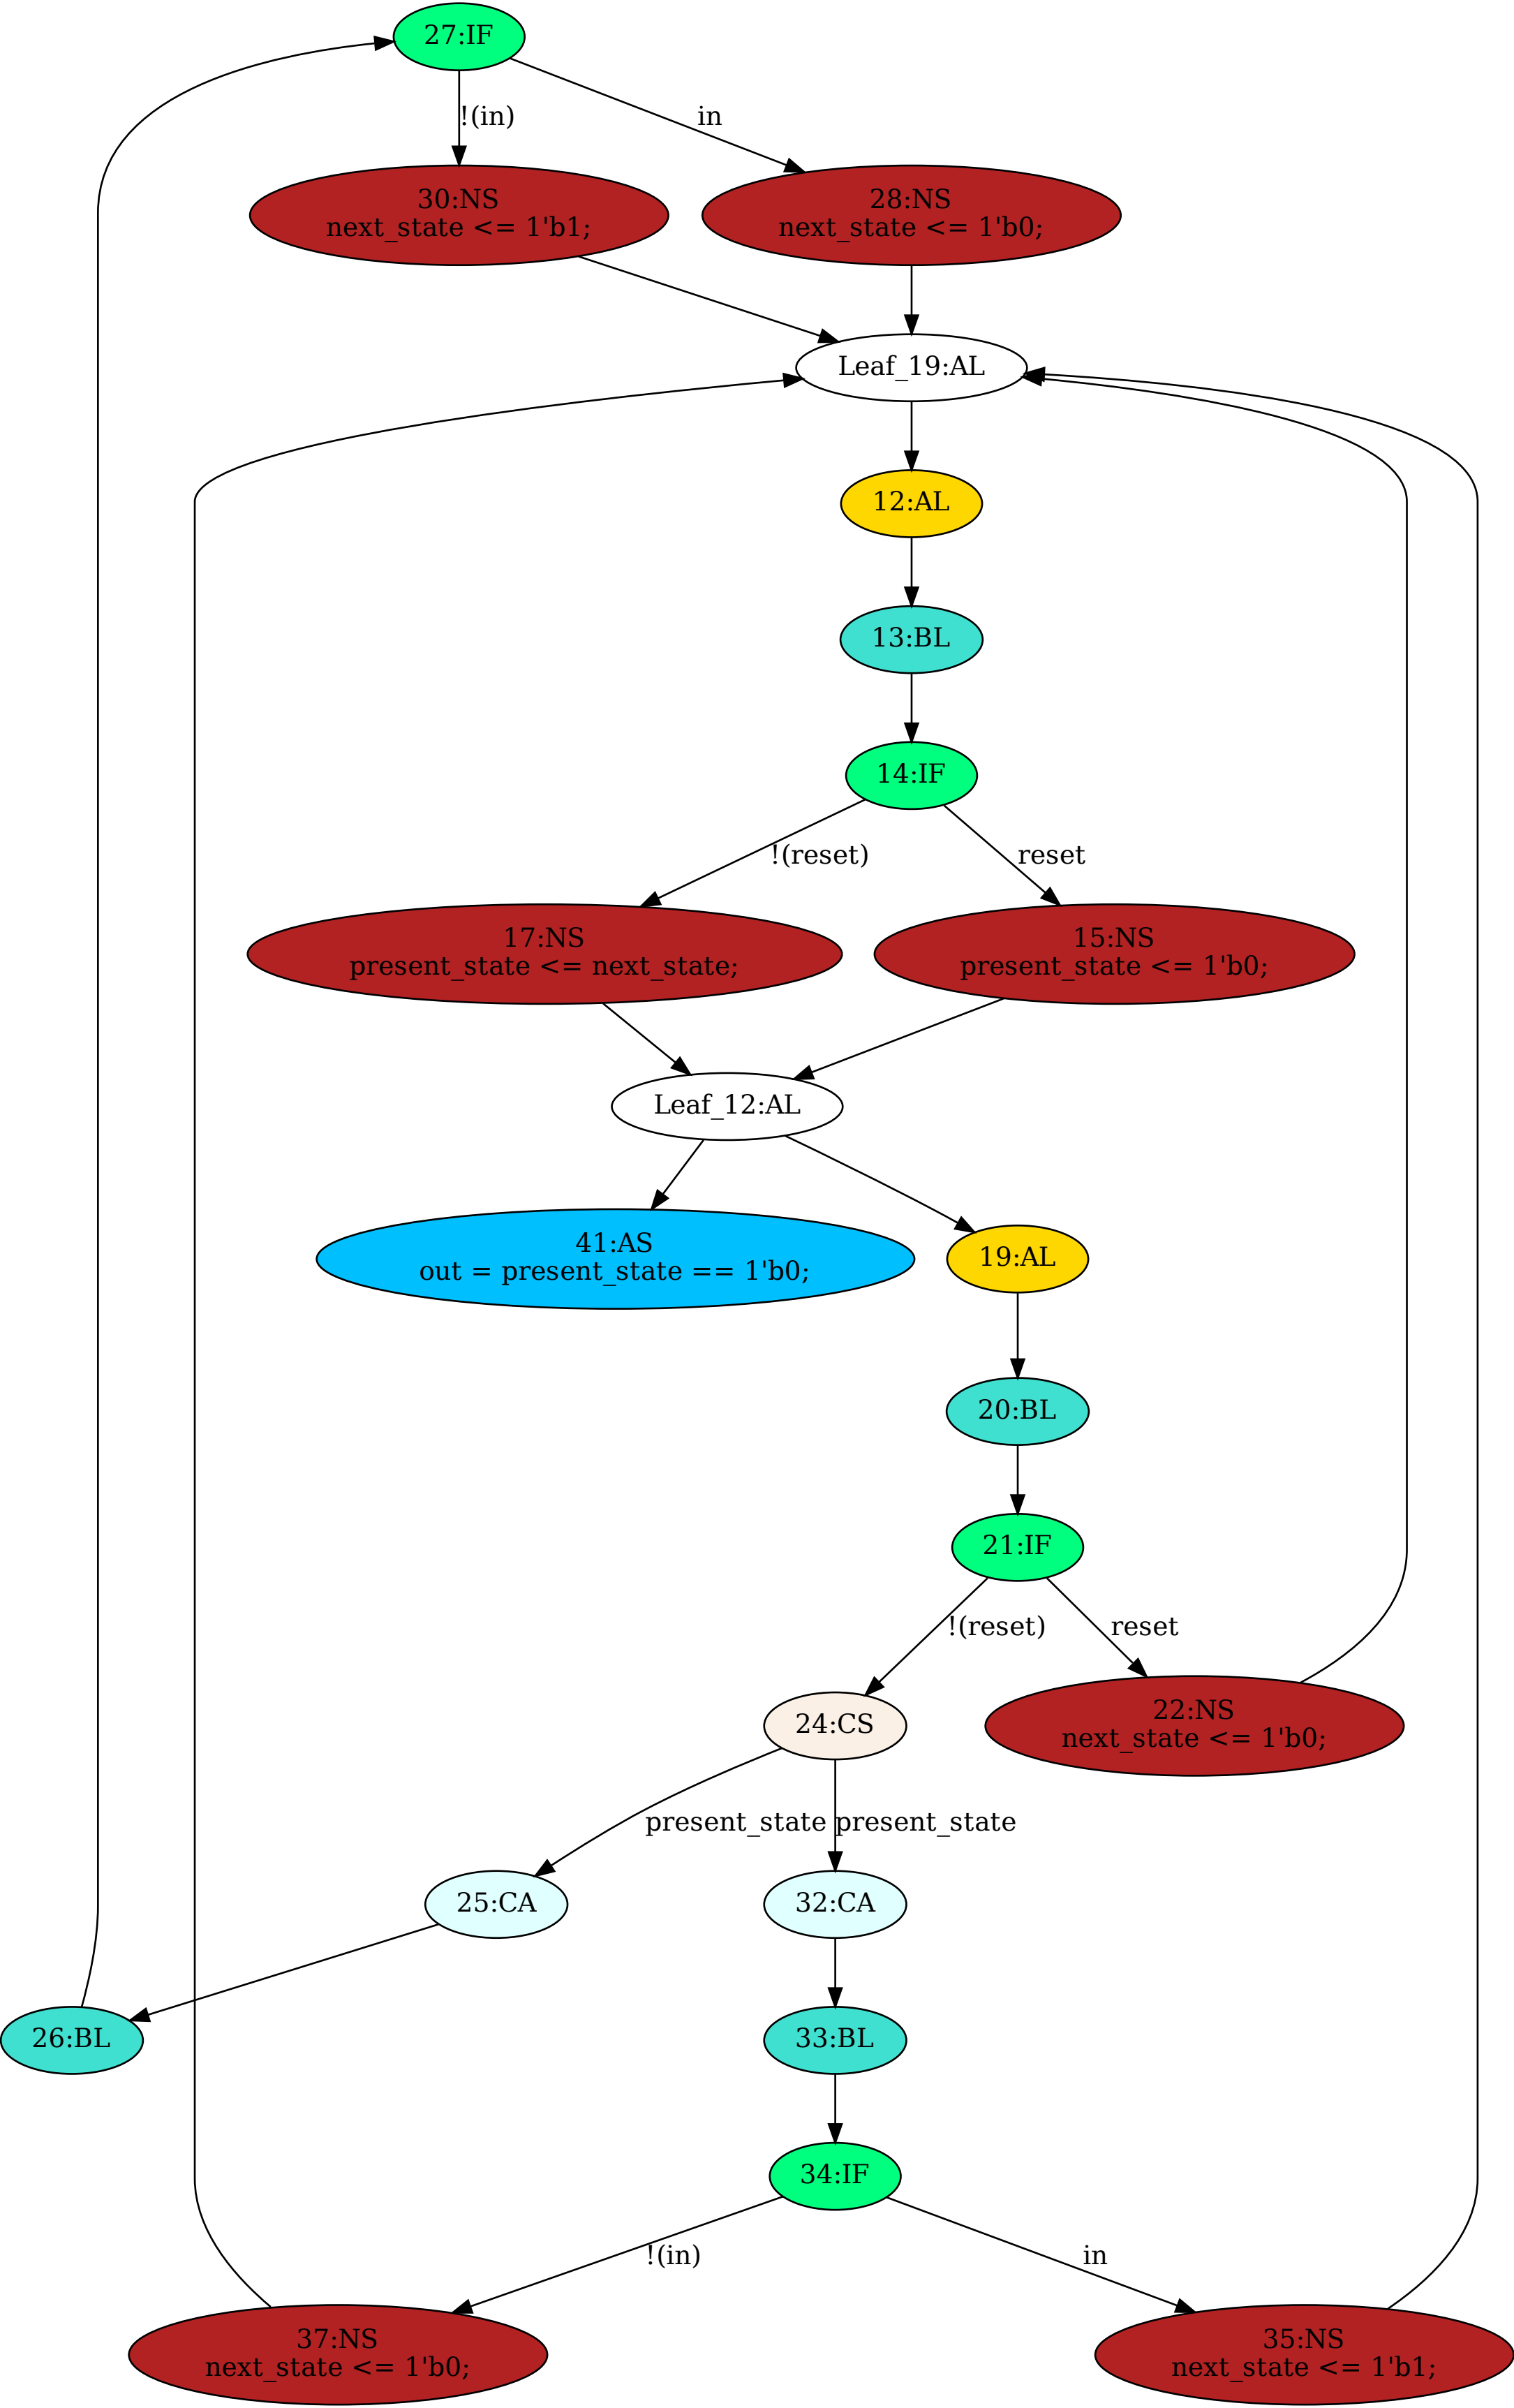 27:IF
!(in)
in
30:NS
next_state <= 1'b1;
28:NS
next_state <= 1'b0;
Leaf_19:AL
12:AL
13:BL
14:IF
!(reset)
reset
17:NS
present_state <= next_state;
15:NS
present_state <= 1'b0;
Leaf_12:AL
41:AS
out = present_state == 1'b0;
19:AL
20:BL
21:IF
!(reset)
reset
24:CS
22:NS
next_state <= 1'b0;
present_state
present_state
25:CA
32:CA
26:BL
33:BL
34:IF
!(in)
in
37:NS
next_state <= 1'b0;
35:NS
next_state <= 1'b1;